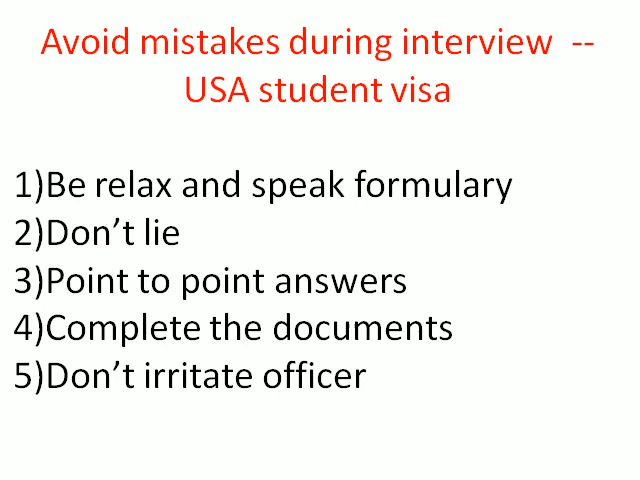 Avoid mistakes during interview  --
USA student visa
1)Be relax and speak formulary
2)Don’t lie
3)Point to point answers
4)Complete the documents
5)Don’t irritate officer